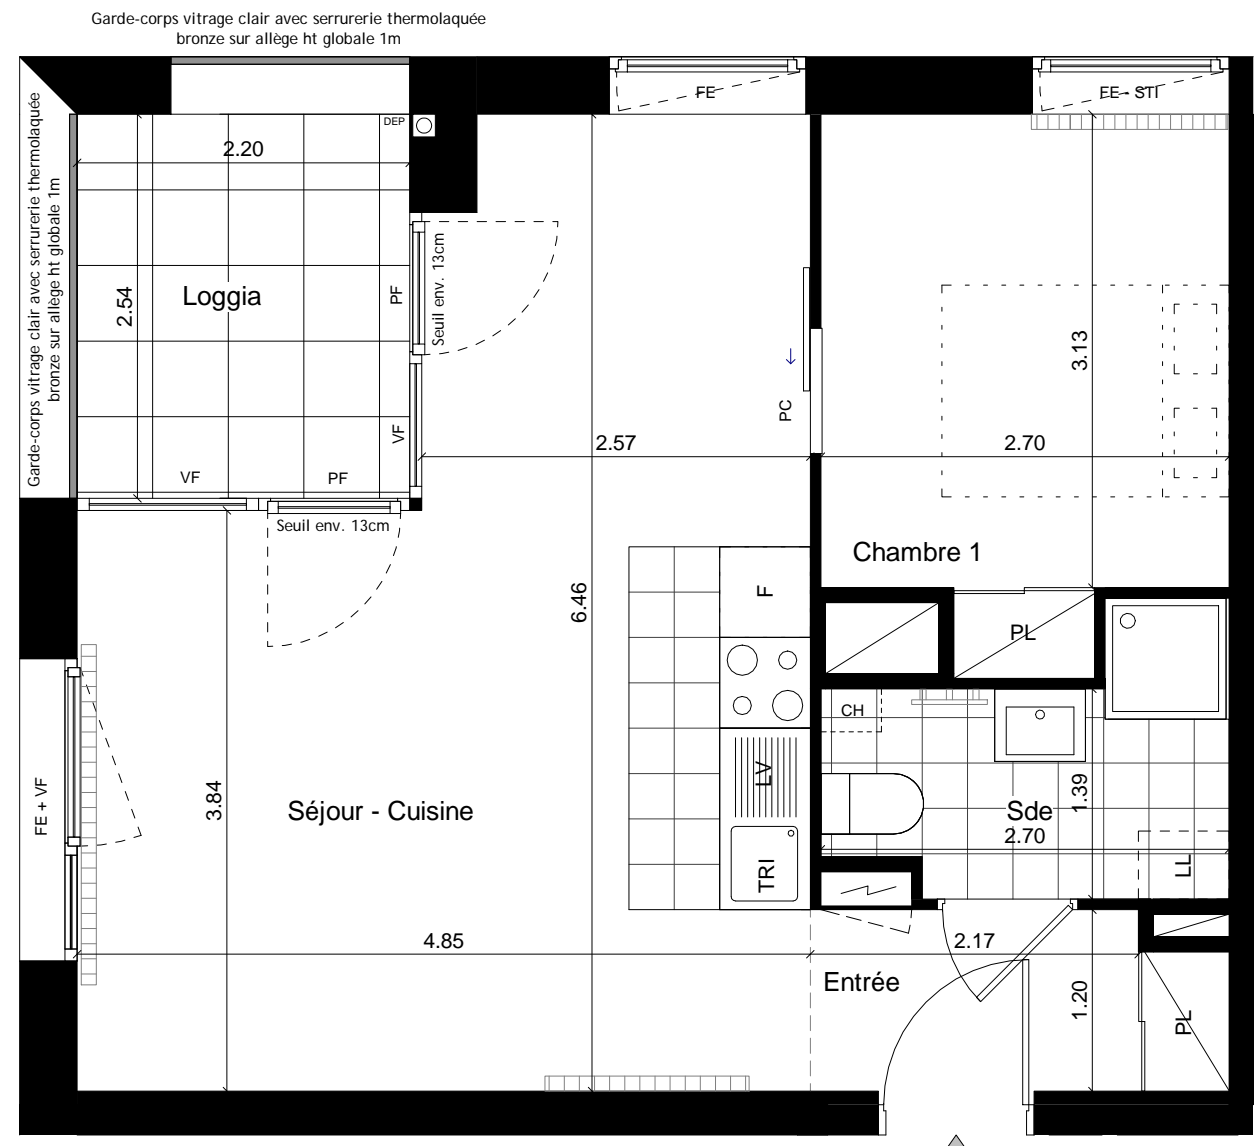 Garde-corps vitrage clair avec serrurerie thermolaquée
bronze sur allège ht globale 1m
Garde-corps vitrage clair avec serrurerie thermolaquée
bronze sur allège ht globale 1m
FE
FE - STI
DEP
2.20
2.54
Loggia
PF
Seuil env. 13cm
VF
VF
PF
Seuil env. 13cm
2.57
PC
3.13
2.70
Chambre 1
6.46
F
PL
CH
LV
TRI
Sde
1.39
2.70
LL
FE + VF
3.84
Séjour - Cuisine
4.85
2.17
Entrée
1.20
PL